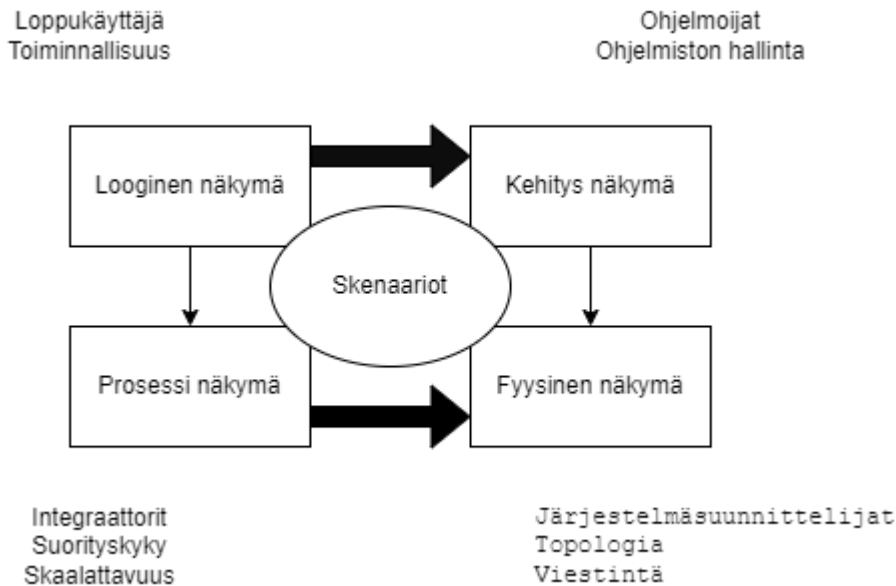 Loppukäyttäjä
Toiminnallisuus
Ohjelmoijat
Ohjelmiston hallinta
Looginen näkymä
Kehitys näkymä
Skenaariot
Prosessi näkymä
Fyysinen näkymä
Integraattorit
Suorityskyky
Skaalattavuus
Järjestelmäsuunnittelijat
Topologia
Viestintä